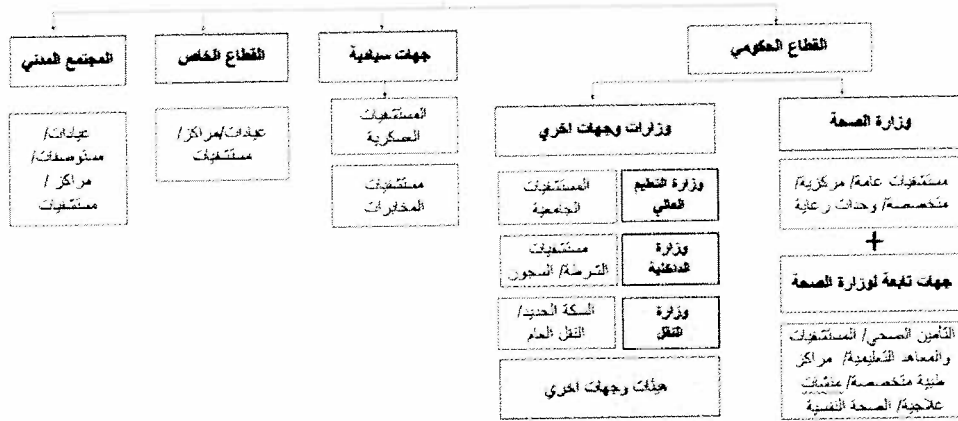 القطاع الحكومي
وزارة الصحة
مستشفيات عامة/ مركزية/
متخصصة/ وحدات رعاية
+
جهات تابعة لوزارة الصحة
التأمين الصحي/ المستشفيات
والمعاهد التعليمية/ مراكز
طبية متخصصة/ منشآت
علاجية/ الصحة النفسية
وزارات وجهات اخري
وزارة التعليم
العالي
المستشفيات
الجامعية
وزارة
الداخلية
مستشفيات
الشرطة/ السجون
وزارة
النقل
السكة الحديد/
النقل العام
هيئات وجهات اخري
جهات سيادية
المستشفيات
العسكرية
مستشفيات
المخابرات
القطاع الخاص
عيادات/مراكز/
مستشفيات
المجتمع المدني
عيادات/
مستوصفات/
مراكز /
مستشفيات